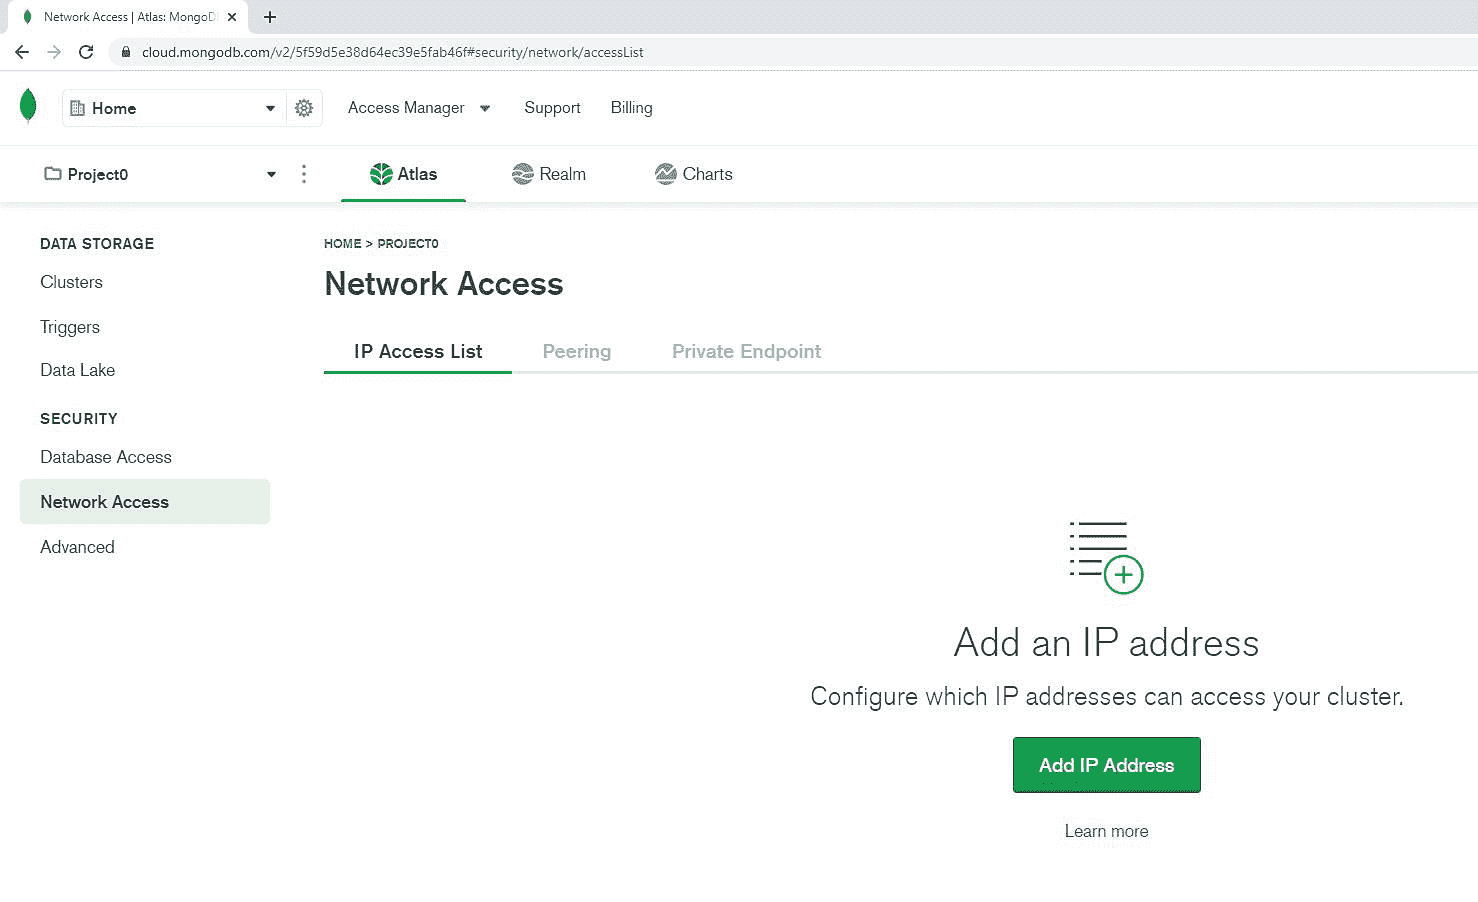 Network Access | Atlas: MongoD
cloud.mongodb.com/v2/5f59d5e38d64ec39e5fab46f#security/network/accessList
Home
Access Manager
Support
Billing
Project0
Atlas
Realm
Charts
DATA STORAGE
Clusters
Triggers
Data Lake
SECURITY
Database Access
Network Access
Advanced
HOME > PROJECT0
Network Access
IP Access List
Peering
Private Endpoint
Add an IP address
Configure which IP addresses can access your cluster.
Add IP Address
Learn more